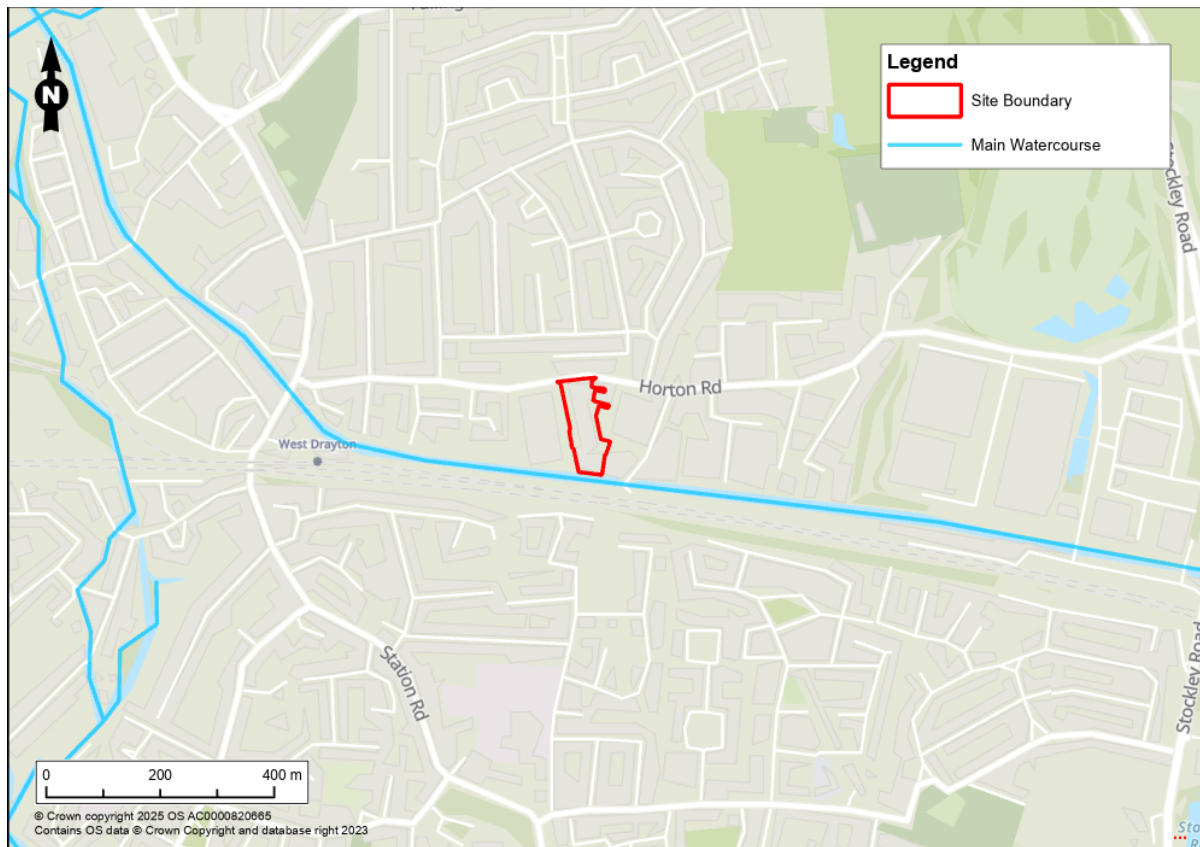 N
Legend
Site Boundary
Main Watercourse
Stockley Road
Horton Rd
West Drayton
Station Rd
Stockley Road
0 200 400 m
© Crown copyright 2025 OS AC0000820665
Contains OS data © Crown Copyright and database right 2023